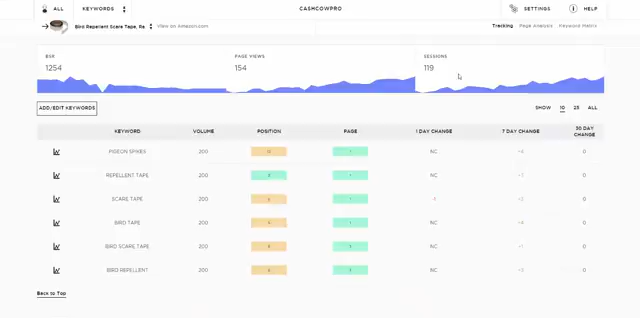 ALL KEYWORDS CASHCOWPRO SETTINGS HELP
Bird Repellent Scare Tape, Re View on Amazon.com Tracking Page Analysis Keyword Matrix
BSR PAGE VIEWS SESSIONS
1254 154 119
ADD/EDIT KEYWORDS SHOW 10 25 ALL
KEYWORD VOLUME POSITION PAGE 1 DAY CHANGE 7 DAY CHANGE 30 DAY CHANGE
PIGEON SPIKES 200 1 NC 0
REPELLENT TAPE 200 1 NC 0
SCARE TAPE 200 1 0
BIRD TAPE 200 1 NC 0
BIRD SCARE TAPE 200 NC 0
BIRD REPELLENT 200 NC 0
Back to Top